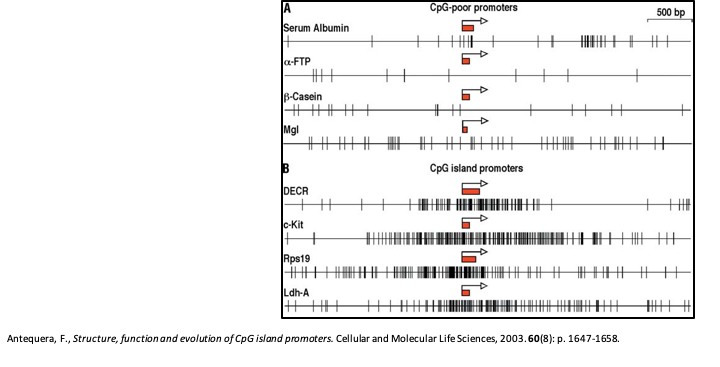 A
CpG-poor promoters
500 bp
Serum Albumin
α-FTP
β-Casein
Mgl
B
CpG island promoters
DECR
c-Kit
Rps19
Ldh-A
Antequera, F., Structure, function and evolution of CpG island promoters. Cellular and Molecular Life Sciences, 2003. 60(8): p. 1647-1658.